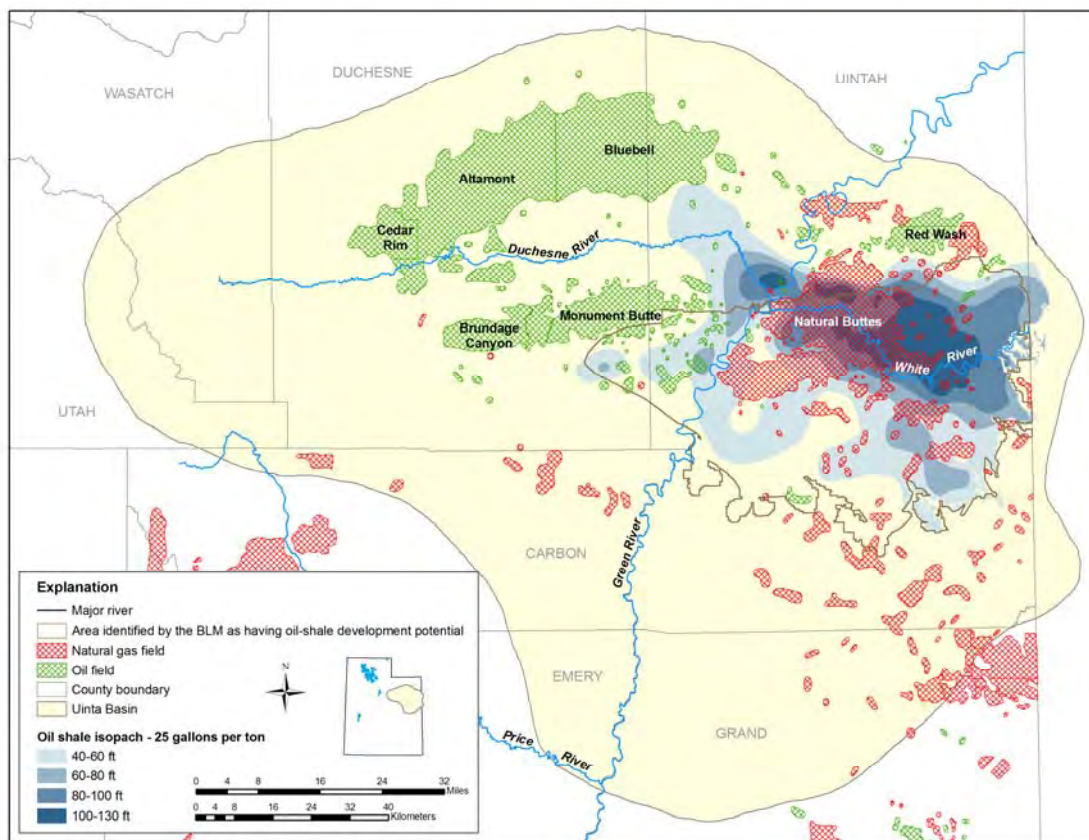 DUCHESNE
UINTAH
WASATCH
Bluebell
Altamont
Cedar
Rim
Red Wash
Duchesne River
Monument Butte
Natural Buttes
Brundage
Canyon
White River
UTAH
Green River
CARBON
EMERY
GRAND
Price River
Explanation
Major river
Area identified by the BLM as having oil-shale development potential
Natural gas field
Oil field
County boundary
Uinta Basin
N
Oil shale isopach - 25 gallons per ton
40-60 ft
60-80 ft
80-100 ft
100-130 ft
0 4 8 16 24 32
Miles
0 4 8 16 24 32 40
Kilometers